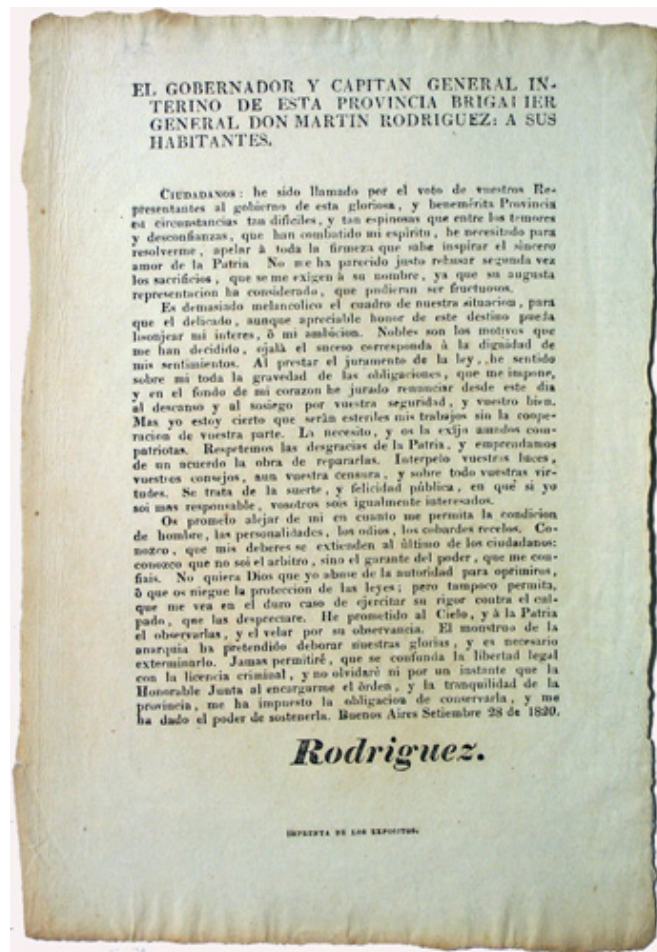 EL GOBERNADOR Y CAPITAN GENERAL IN-
TERINO DE ESTA PROVINCIA BRIGADIER
GENERAL DON MARTIN RODRIGUEZ: A SUS
HABITANTES.
CIUDADANOS: he sido llamado por el voto de vuestros Re-
presentantes al gobierno de esta gloriosa, y benemérita Provincia
en circunstancias tan dificiles, y tan espinosas que entre los temores
y desconfianzas, que han combatido mi espiritu, he necesitado para
resolverme, apelar à toda la firmeza que sabe inspirar el sincero
amor de la Patria. No me ha parecido justo rehusar segunda vez
los sacrificios, que se me exigen à su nombre, ya que su augusta
representacion ha considerado, que pudieran ser fructuosos.
Es demasiado melancolico el cuadro de nuestra situacion, para
que el delicado, aunque apreciable honor de este destino pueda
lisonjear mi interes, ò mi ambicion. Nobles son los motivos que
me han decidido, ojalà el suceso corresponda à la dignidad de
mis sentimientos. Al prestar el juramento de la ley, he sentido
sobre mi toda la gravedad de las obligaciones, que me impone,
y en el fondo de mi corazon he jurado renunciar desde este dia
al descanso y al sosiego por vuestra seguridad, y vuestro bien.
Mas yo estoy cierto que seràn esteriles mis trabajos sin la coope-
racion de vuestra parte. La necesito, y os la exijo amados com-
patriotas. Respetemos las desgracias de la Patria, y emprendamos
de un acuerdo la obra de repararlas. Interpelo vuestras luces,
vuestros consejos, aun vuestra censura, y sobre todo vuestras vir-
tudes. Se trata de la suerte, y felicidad pública, en que si yo
soi mas responsable, vosotros sois igualmente interesados.
Os prometo alejar de mi en cuanto me permita la condicion
de hombre, las personalidades, los odios, los cobardes recelos. Co-
nozco, que mis deberes se extienden al ùltimo de los ciudadanos:
conozco que no soi el arbitro, sino el garante del poder, que me con-
fiais. No quiera Dios que yo abuse de la autoridad para oprimiros,
ò que os niegue la proteccion de las leyes; pero tampoco permita,
que me vea en el duro caso de ejercitar su rigor contra el cul-
pado, que las despreciare. He prometido al Cielo, y à la Patria
el observarlas, y el velar por su observancia. El monstruo de la
anarquia ha pretendido deborar nuestras glorias, y es necesario
exterminarlo. Jamas permitiré, que se confunda la libertad legal
con la licencia criminal, y no olvidaré ni por un instante que la
Honorable Junta al encargarme el òrden, y la tranquilidad de la
provincia, me ha impuesto la obligacion de conservarla, y me
ha dado el poder de sostenerla. Buenos Aires Setiembre 28 de 1820.
Rodriguez.
IMPRENTA DE LOS EXPOSITOS.